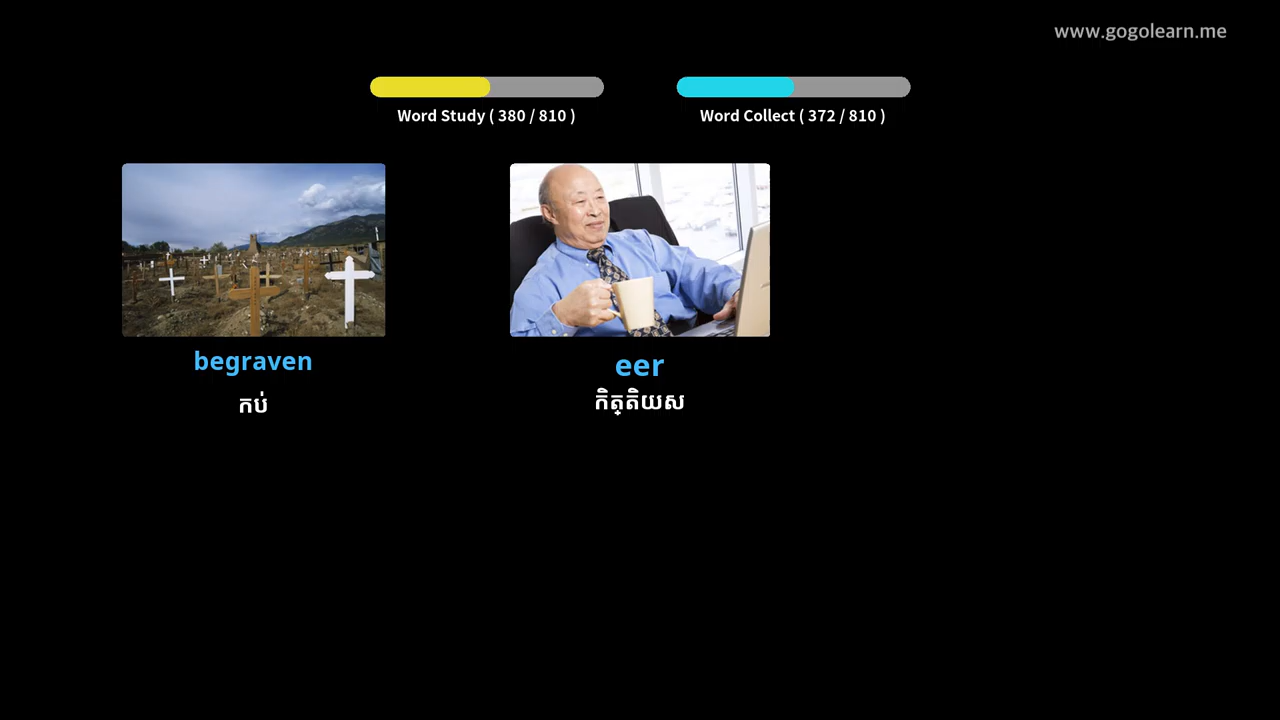 www.gogolearn.me
Word Study ( 380 / 810 )
Word Collect ( 372 / 810 )
begraven
កប់
eer
កិត្តិយស